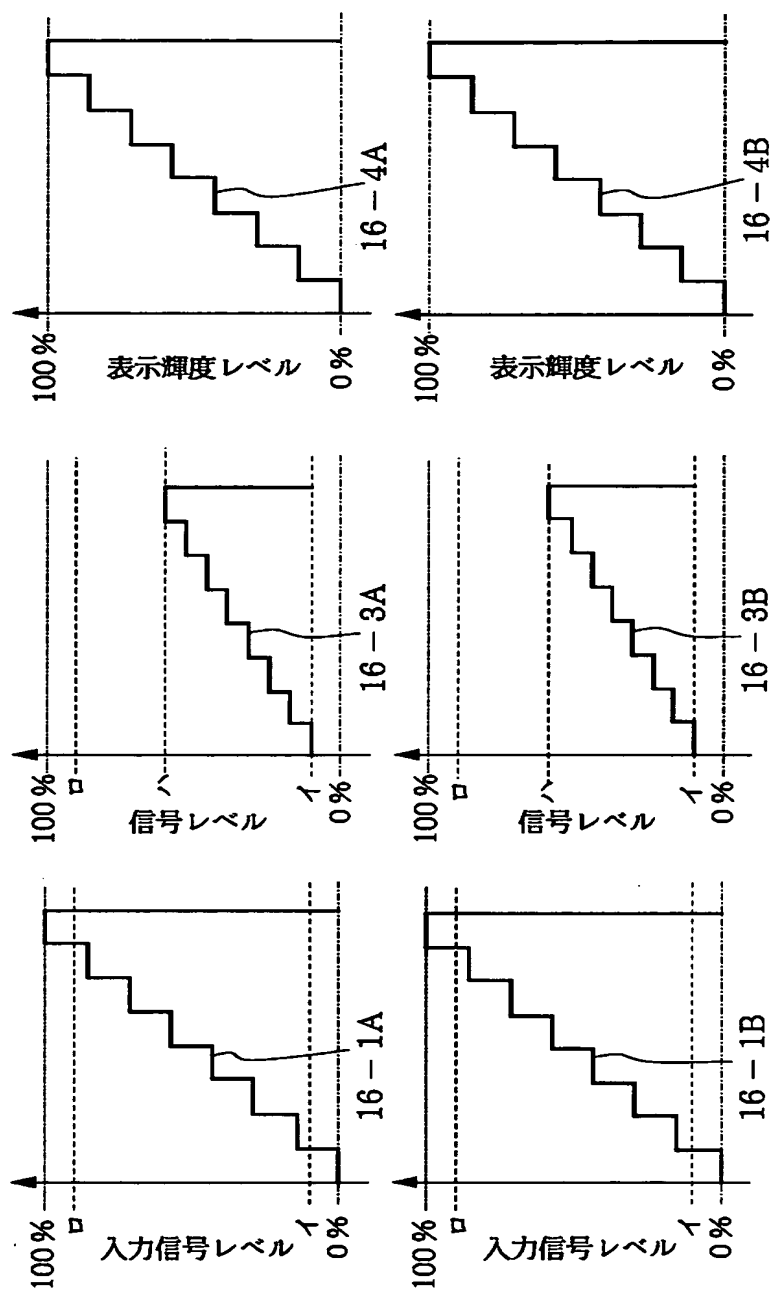 100%
表示輝度レベル
0%
16-4A
100%
表示輝度レベル
0%
16-4B
100%
ロ
ハ
信号レベル
イ
0%
16-3A
100%
ロ
ハ
信号レベル
イ
0%
16-3B
100%
ロ
入力信号レベル
イ
0%
16-1A
100%
ロ
入力信号レベル
イ
0%
16-1B